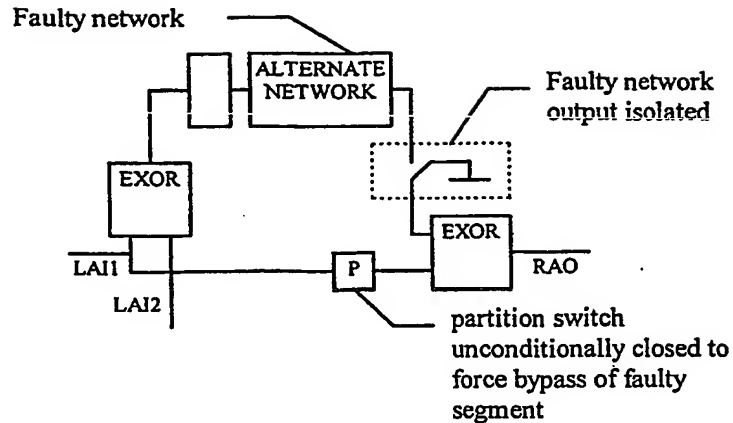 Faulty network
ALTERNATE
NETWORK
Faulty network
output isolated
EXOR
EXOR
LAI1
P
RAO
LAI2
partition switch
unconditionally closed to
force bypass of faulty
segment